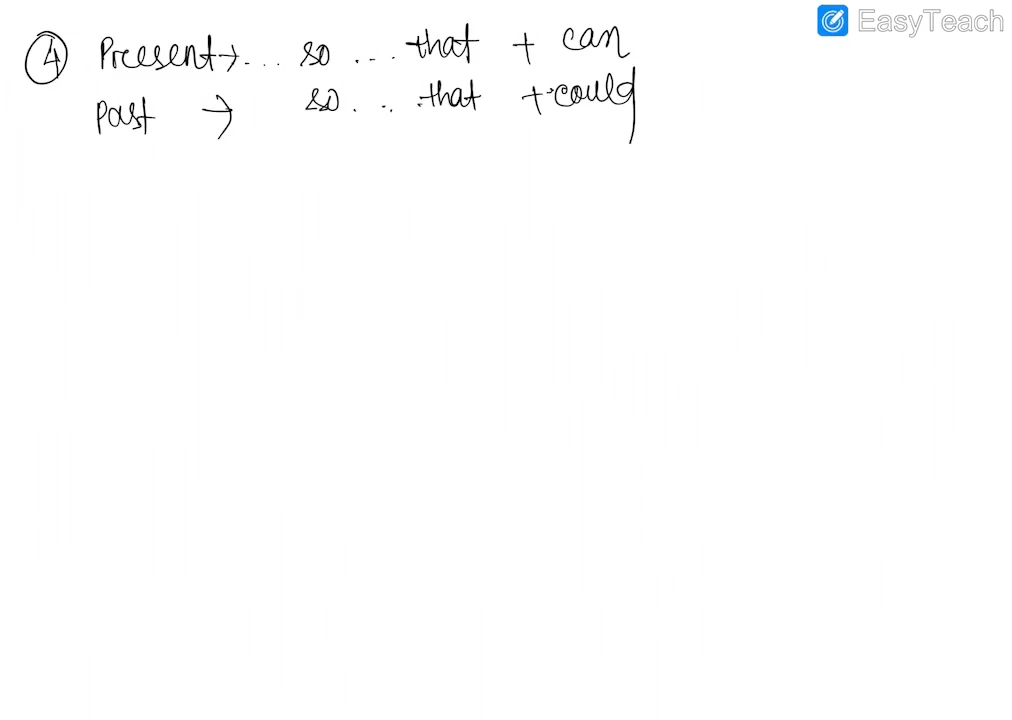 EasyTeach
④ Present→... so ... that + can
past → so ... that + could